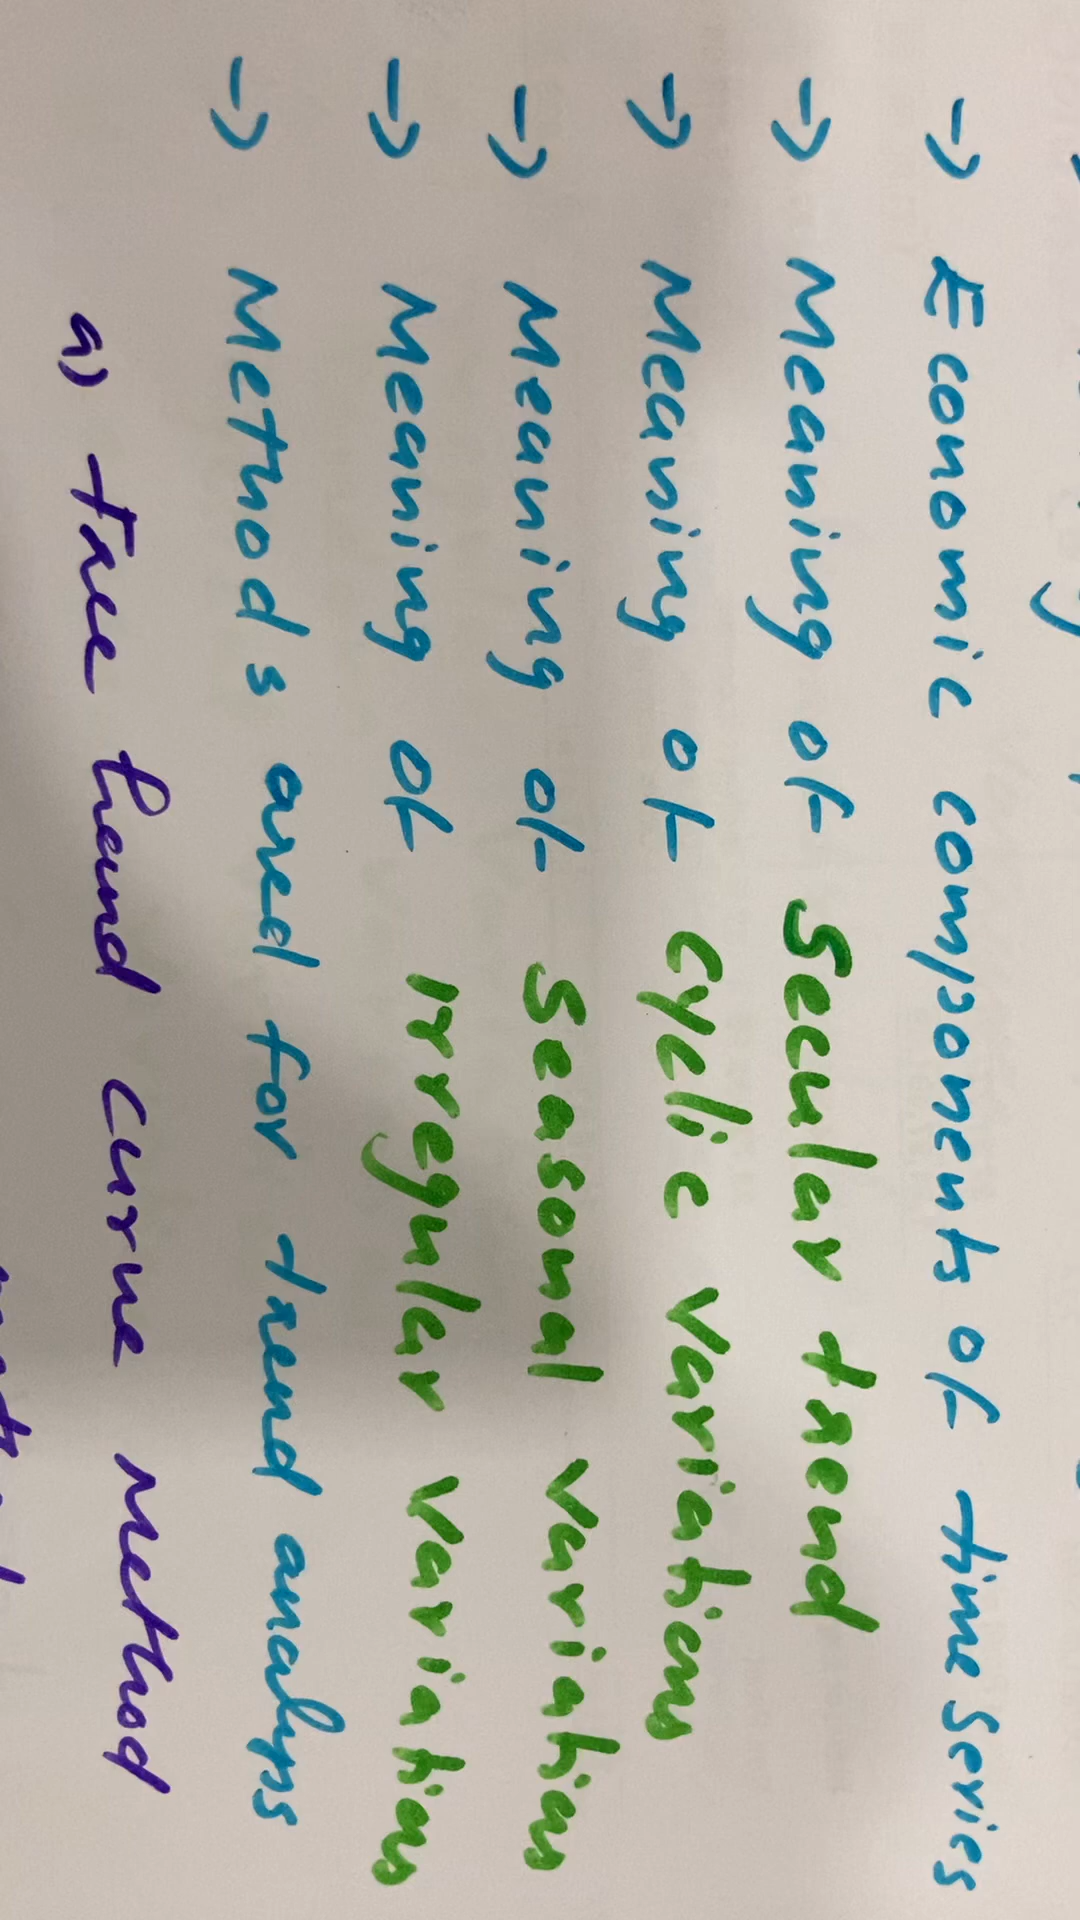 → Economic components of time Series
→ Meaning of Secular trend
→ Meaning of Cyclic Variations
→ Meaning of Seasonal Variations
→ Meaning of Irregular Variations
→ Methods used for trend analys
a) Free hand curve Method